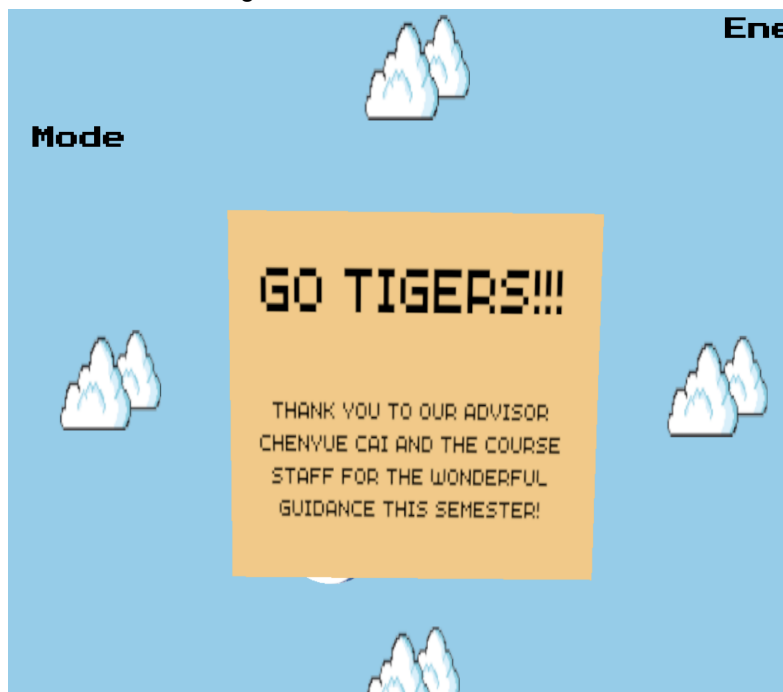 Ene
Mode
GO TIGERS!!!
THANK YOU TO OUR ADVISOR
CHENYUE CAI AND THE COURSE
STAFF FOR THE WONDERFUL
GUIDANCE THIS SEMESTER!